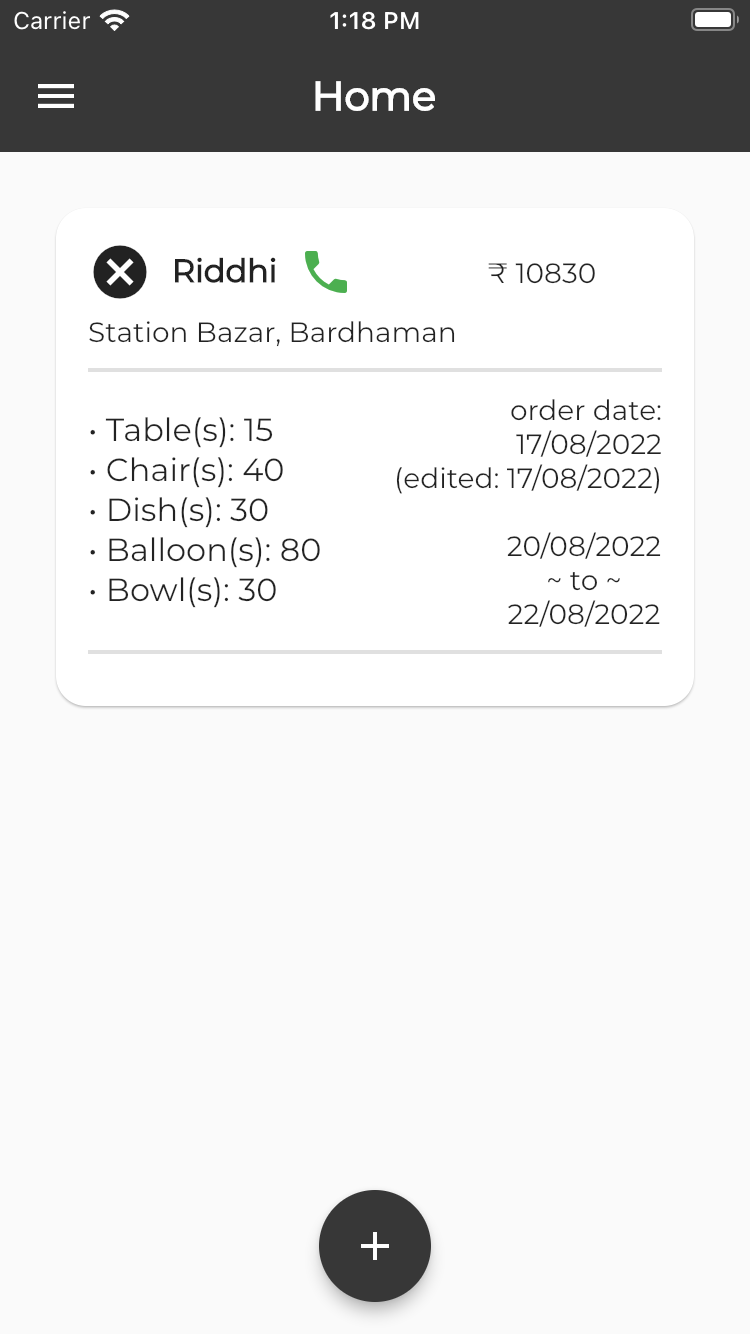 Carrier 1:18 PM
Home
Riddhi ₹ 10830
Station Bazar, Bardhaman
• Table(s): 15
• Chair(s): 40
• Dish(s): 30
• Balloon(s): 80
• Bowl(s): 30
order date:
17/08/2022
(edited: 17/08/2022)
20/08/2022
~ to ~
22/08/2022